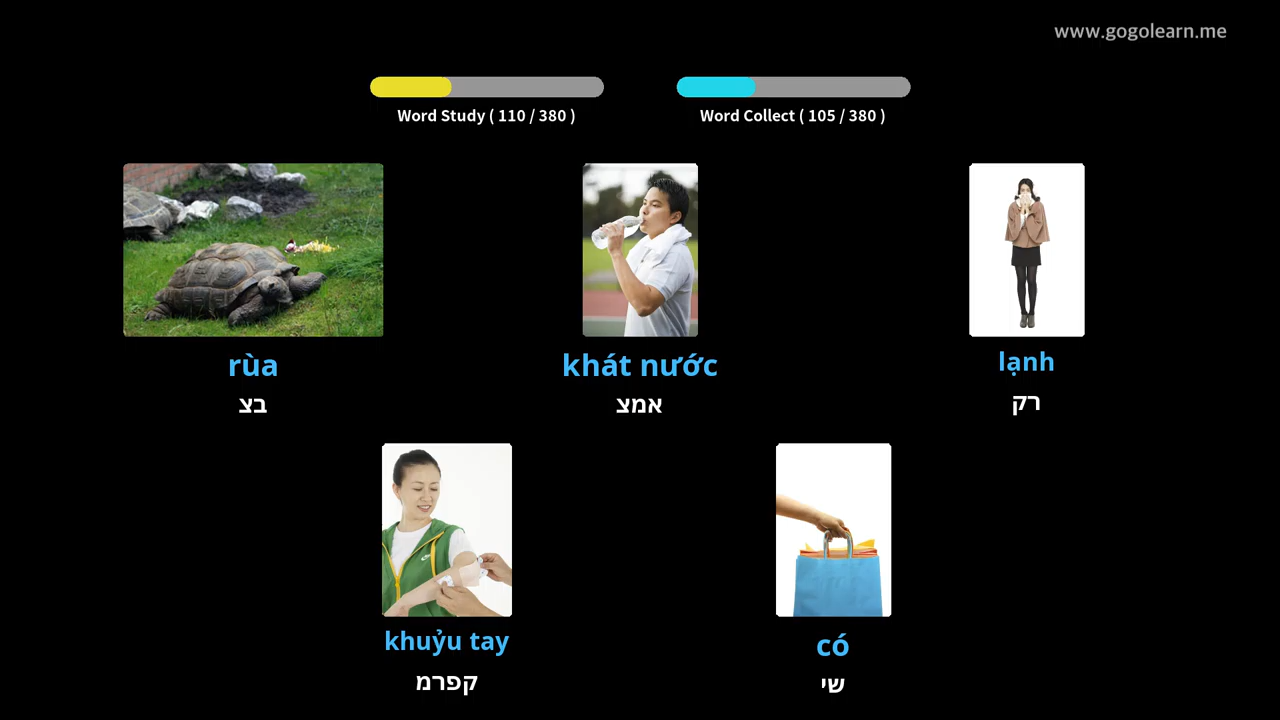 www.gogolearn.me
Word Study ( 110 / 380 )
Word Collect ( 105 / 380 )
rùa
בצ
khát nước
אמצ
lạnh
רק
khuỷu tay
קפרמ
có
שי